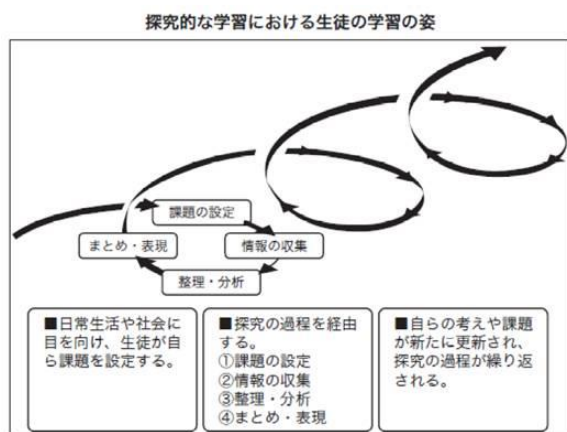 探究的な学習における生徒の学習の姿
課題の設定
まとめ・表現
情報の収集
整理・分析
■日常生活や社会に
目を向け、生徒が自
ら課題を設定する。
■探究の過程を経由
する。
①課題の設定
②情報の収集
③整理・分析
④まとめ・表現
■自らの考えや課題
が新たに更新され、
探究の過程が繰り返
される。